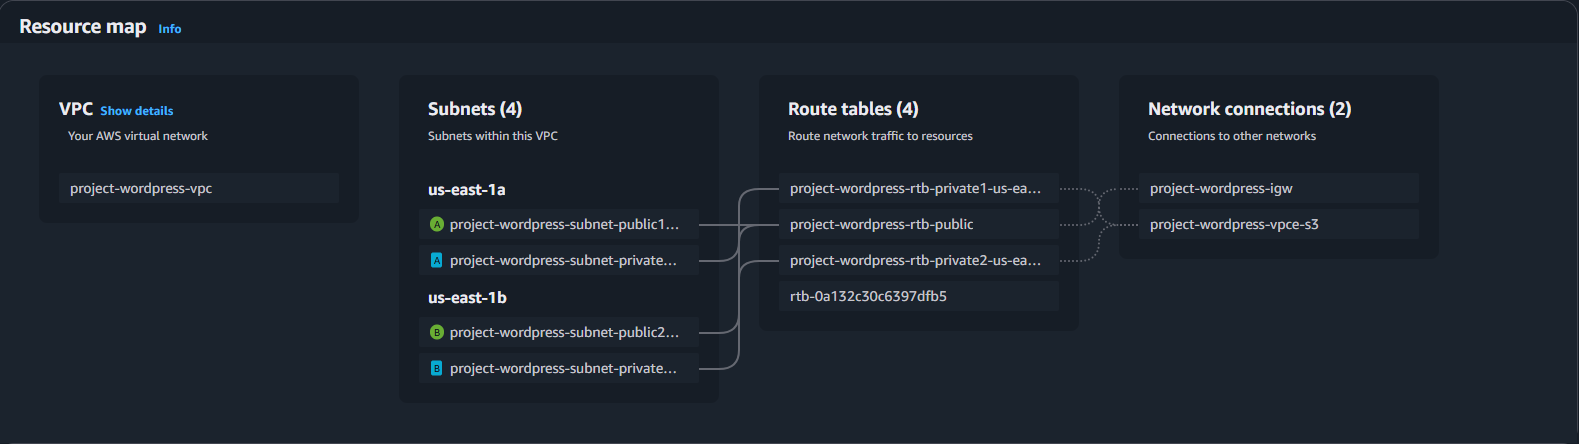 Resource map Info
VPC Show details
Your AWS virtual network
project-wordpress-vpc
Subnets (4)
Subnets within this VPC
us-east-1a
A project-wordpress-subnet-public1...
A project-wordpress-subnet-private...
us-east-1b
B project-wordpress-subnet-public2...
B project-wordpress-subnet-private...
Route tables (4)
Route network traffic to resources
project-wordpress-rtb-private1-us-ea...
project-wordpress-rtb-public
project-wordpress-rtb-private2-us-ea...
rtb-0a132c30c6397dfb5
Network connections (2)
Connections to other networks
project-wordpress-igw
project-wordpress-vpce-s3